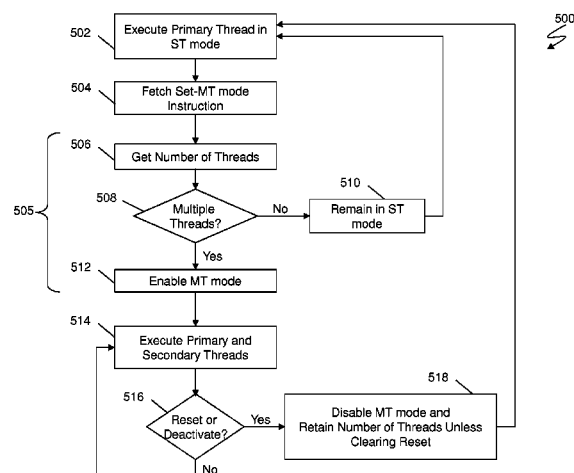 500
502
Execute Primary Thread in
ST mode
504
Fetch Set-MT mode
Instruction
505
506
Get Number of Threads
508
Multiple
Threads?
No
510
Remain in ST
mode
Yes
512
Enable MT mode
514
Execute Primary and
Secondary Threads
516
Reset or
Deactivate?
Yes
518
Disable MT mode and
Retain Number of Threads Unless
Clearing Reset
No